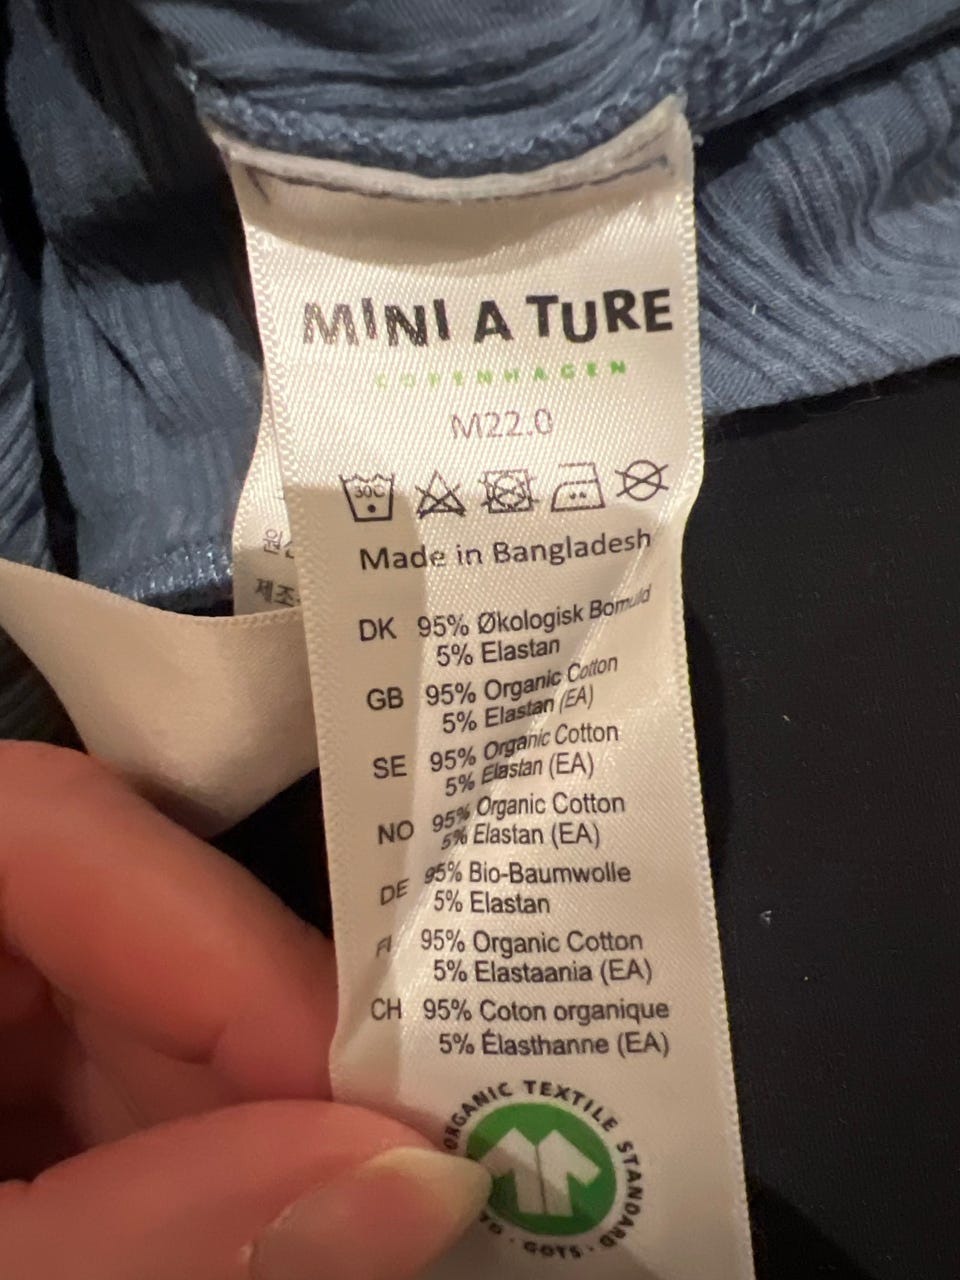 MINI A TURE
COPENHAGEN
M22.0
30C
Made in Bangladesh
제조
DK 95% Økologisk Bomuld
5% Elastan
GB 95% Organic Cotton
5% Elastan (EA)
SE 95% Organic Cotton
5% Elastan (EA)
NO 95% Organic Cotton
5% Elastan (EA)
DE 95% Bio-Baumwolle
5% Elastan
FI 95% Organic Cotton
5% Elastaania (EA)
CH 95% Coton organique
5% Élasthanne (EA)
ORGANIC TEXTILE STANDARD
GOTS